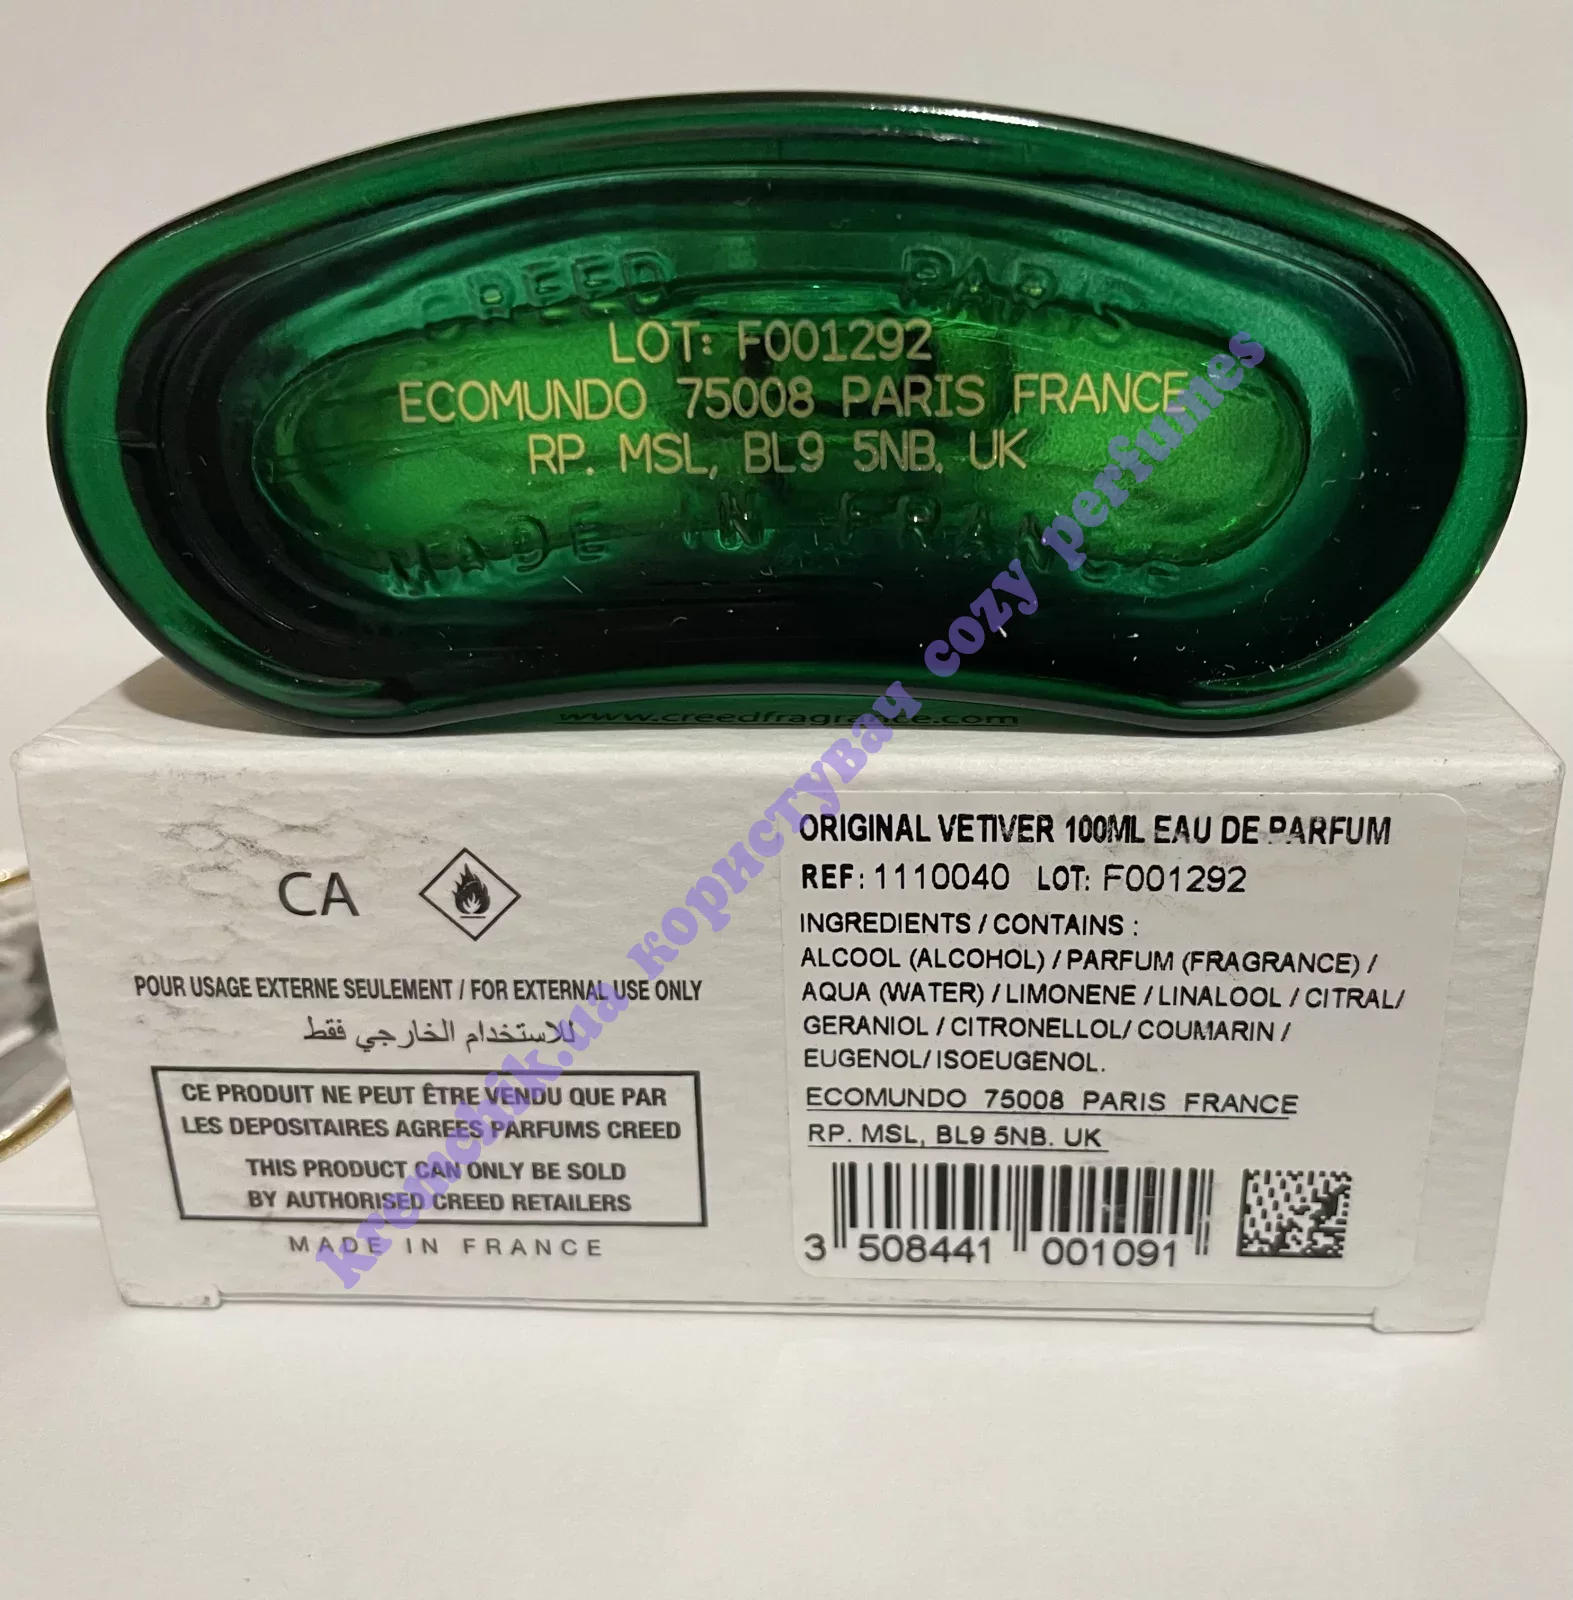 CREED PARIS
LOT: F001292
ECOMUNDO 75008 PARIS FRANCE
RP. MSL, BL9 5NB. UK
MADE IN FRANCE
www.creedfragrance.com
CA
POUR USAGE EXTERNE SEULEMENT / FOR EXTERNAL USE ONLY
للاستخدام الخارجي فقط
CE PRODUIT NE PEUT ÊTRE VENDU QUE PAR
LES DEPOSITAIRES AGREES PARFUMS CREED
THIS PRODUCT CAN ONLY BE SOLD
BY AUTHORISED CREED RETAILERS
MADE IN FRANCE
ORIGINAL VETIVER 100ML EAU DE PARFUM
REF: 1110040 LOT: F001292
INGREDIENTS / CONTAINS :
ALCOOL (ALCOHOL) / PARFUM (FRAGRANCE) /
AQUA (WATER) / LIMONENE / LINALOOL / CITRAL/
GERANIOL / CITRONELLOL/ COUMARIN /
EUGENOL/ ISOEUGENOL.
ECOMUNDO 75008 PARIS FRANCE
RP. MSL, BL9 5NB. UK
3 508441 001091
kremchik.ua користувач cozy perfumes